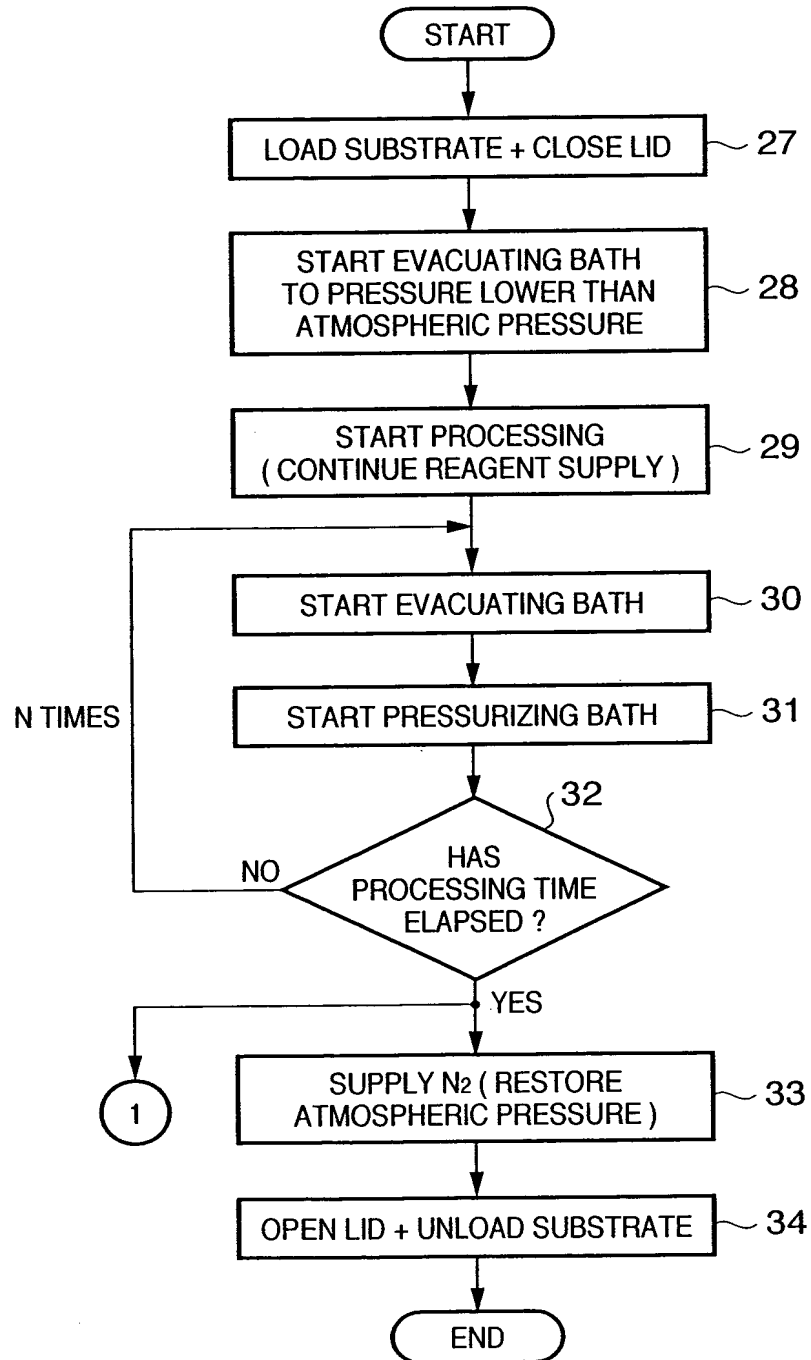 START
LOAD SUBSTRATE + CLOSE LID
27
START EVACUATING BATH
TO PRESSURE LOWER THAN
ATMOSPHERIC PRESSURE
28
START PROCESSING
( CONTINUE REAGENT SUPPLY )
29
START EVACUATING BATH
30
START PRESSURIZING BATH
31
N TIMES
32
HAS
PROCESSING TIME
ELAPSED ?
NO
YES
1
SUPPLY N2 ( RESTORE
ATMOSPHERIC PRESSURE )
33
OPEN LID + UNLOAD SUBSTRATE
34
END